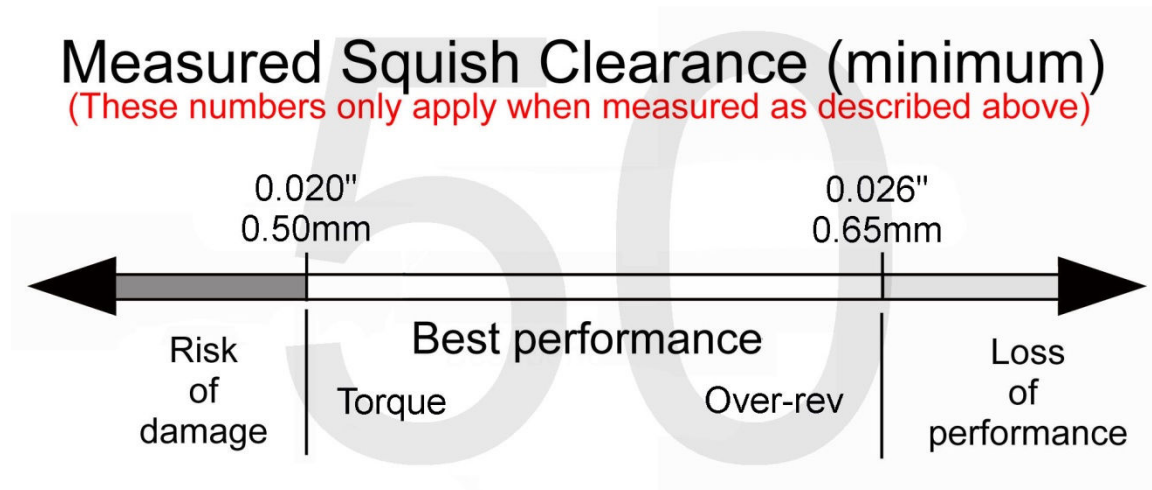 Measured Squish Clearance (minimum)
(These numbers only apply when measured as described above)
50
0.020"
0.50mm
0.026"
0.65mm
Risk
of
damage
Best performance
Torque
Over-rev
Loss
of
performance